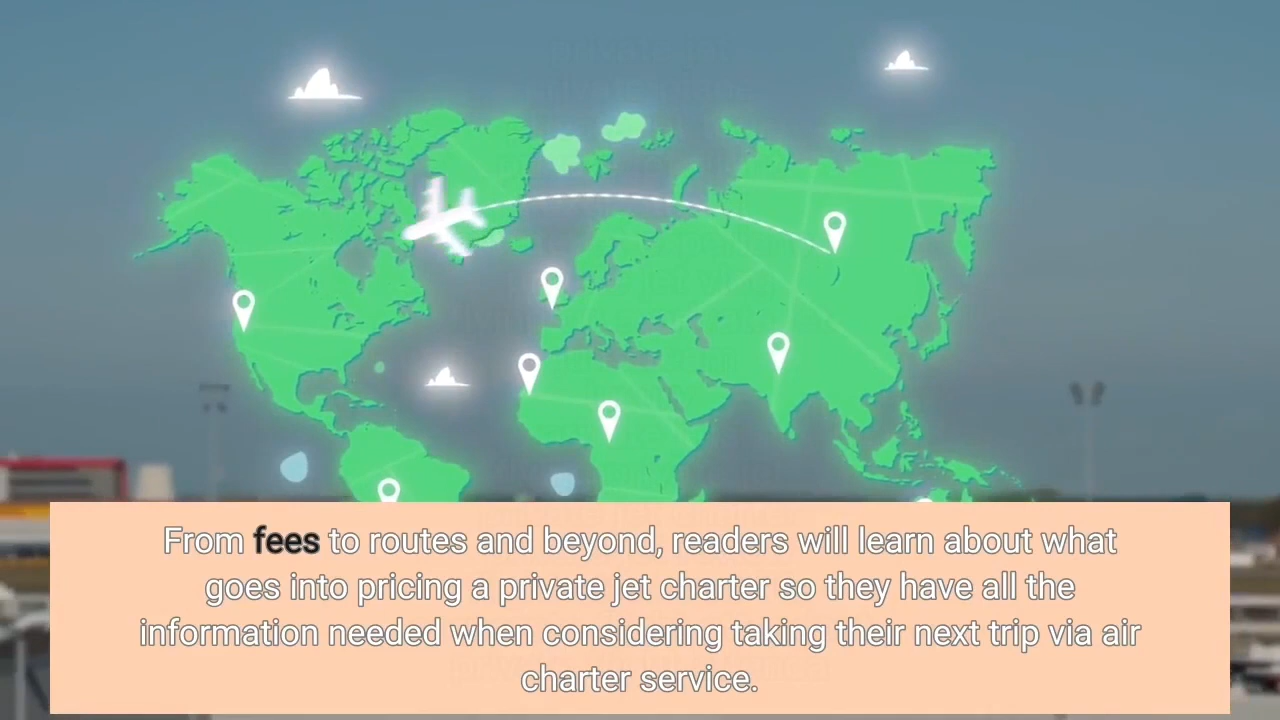 From fees to routes and beyond, readers will learn about what
goes into pricing a private jet charter so they have all the
information needed when considering taking their next trip via air
charter service.